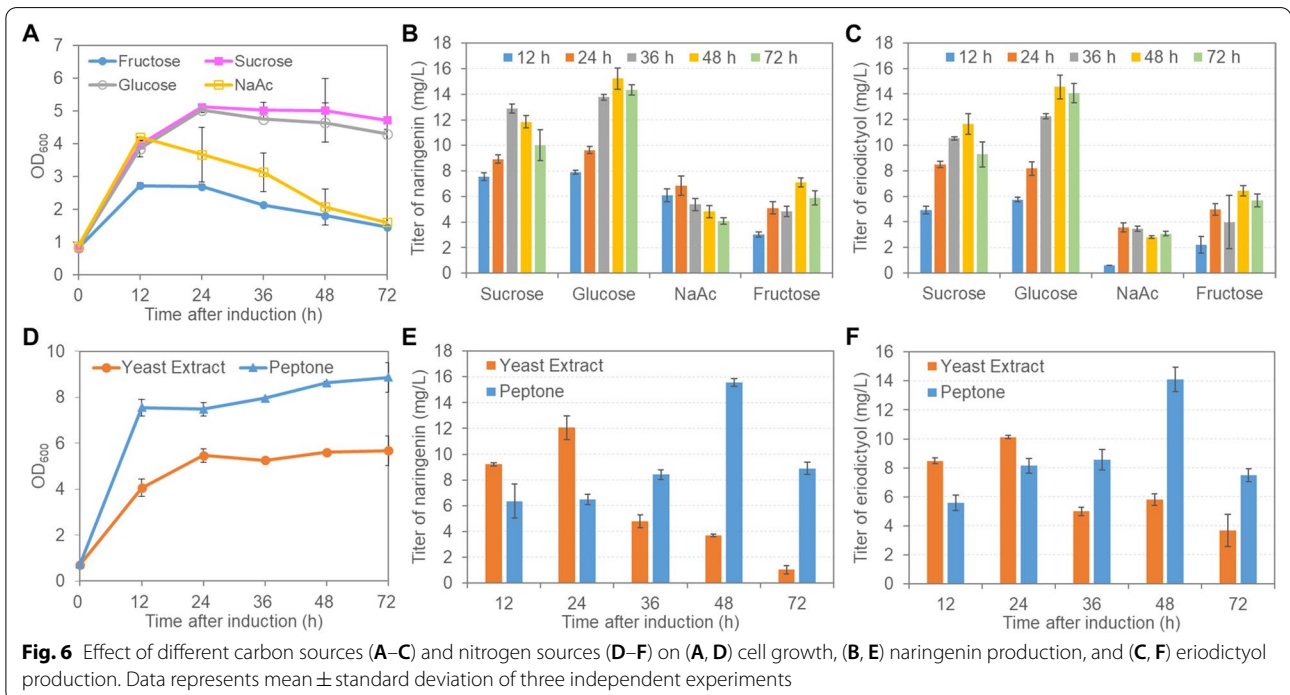 A
7
6
5
4
3
2
1
0
OD600
Fructose
Sucrose
Glucose
NaAc
0
12
24
36
48
72
Time after induction (h)
B
18
16
14
12
10
8
6
4
2
0
Titer of naringenin (mg/L)
12 h
24 h
36 h
48 h
72 h
Sucrose
Glucose
NaAc
Fructose
C
18
16
14
12
10
8
6
4
2
0
Titer of eriodictyol (mg/L)
12 h
24 h
36 h
48 h
72 h
Sucrose
Glucose
NaAc
Fructose
D
10
8
6
4
2
0
OD600
Yeast Extract
Peptone
0
12
24
36
48
72
Time after induction (h)
E
18
16
14
12
10
8
6
4
2
0
Titer of naringenin (mg/L)
Yeast Extract
Peptone
12
24
36
48
72
Time after induction (h)
F
16
14
12
10
8
6
4
2
0
Titer of eriodictyol (mg/L)
Yeast Extract
Peptone
12
24
36
48
72
Time after induction (h)
Fig. 6 Effect of different carbon sources (A–C) and nitrogen sources (D–F) on (A, D) cell growth, (B, E) naringenin production, and (C, F) eriodictyol
production. Data represents mean ± standard deviation of three independent experiments